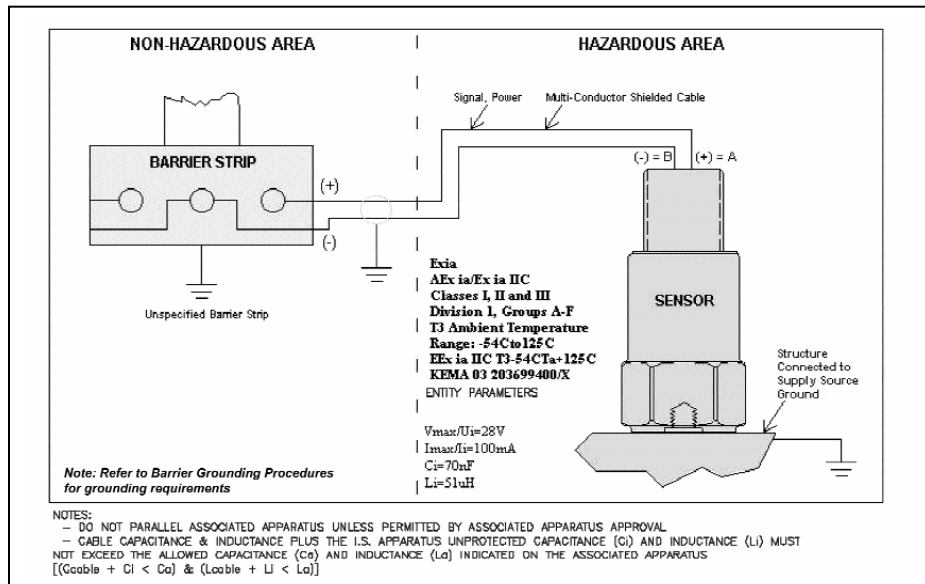 NON-HAZARDOUS AREA
HAZARDOUS AREA
Signal, Power
Multi-Conductor Shielded Cable
BARRIER STRIP
(+)
(-)
(-) = B
(+) = A
Unspecified Barrier Strip
Exia
AEx ia/Ex ia IIC
Classes I, II and III
Division 1, Groups A-F
T3 Ambient Temperature
Range: -54Cto125C
EEx ia IIC T3-54CTa+125C
KEMA 03 203699400/X
ENTITY PARAMETERS
Vmax/Ui=28V
Imax/Ii=100mA
Ci=70nF
Li=51uH
SENSOR
Structure
Connected to
Supply Source
Ground
Note: Refer to Barrier Grounding Procedures
for grounding requirements
NOTES:
– DO NOT PARALLEL ASSOCIATED APPARATUS UNLESS PERMITTED BY ASSOCIATED APPARATUS APPROVAL
– CABLE CAPACITANCE & INDUCTANCE PLUS THE I.S. APPARATUS UNPROTECTED CAPACITANCE (Ci) AND INDUCTANCE (Li) MUST
NOT EXCEED THE ALLOWED CAPACITANCE (Ca) AND INDUCTANCE (La) INDICATED ON THE ASSOCIATED APPARATUS
[(Ccable + Ci < Ca) & (Lcable + Li < La)]